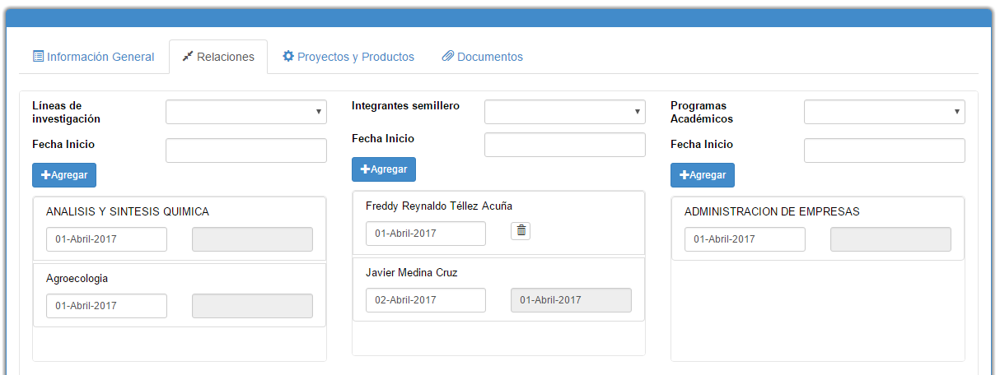 Información General
Relaciones
Proyectos y Productos
Documentos
Líneas de
investigación
Fecha Inicio
Agregar
ANALISIS Y SINTESIS QUIMICA
01-Abril-2017
Agroecologia
01-Abril-2017
Integrantes semillero
Fecha Inicio
Agregar
Freddy Reynaldo Téllez Acuña
01-Abril-2017
Javier Medina Cruz
02-Abril-2017
01-Abril-2017
Programas
Académicos
Fecha Inicio
Agregar
ADMINISTRACION DE EMPRESAS
01-Abril-2017